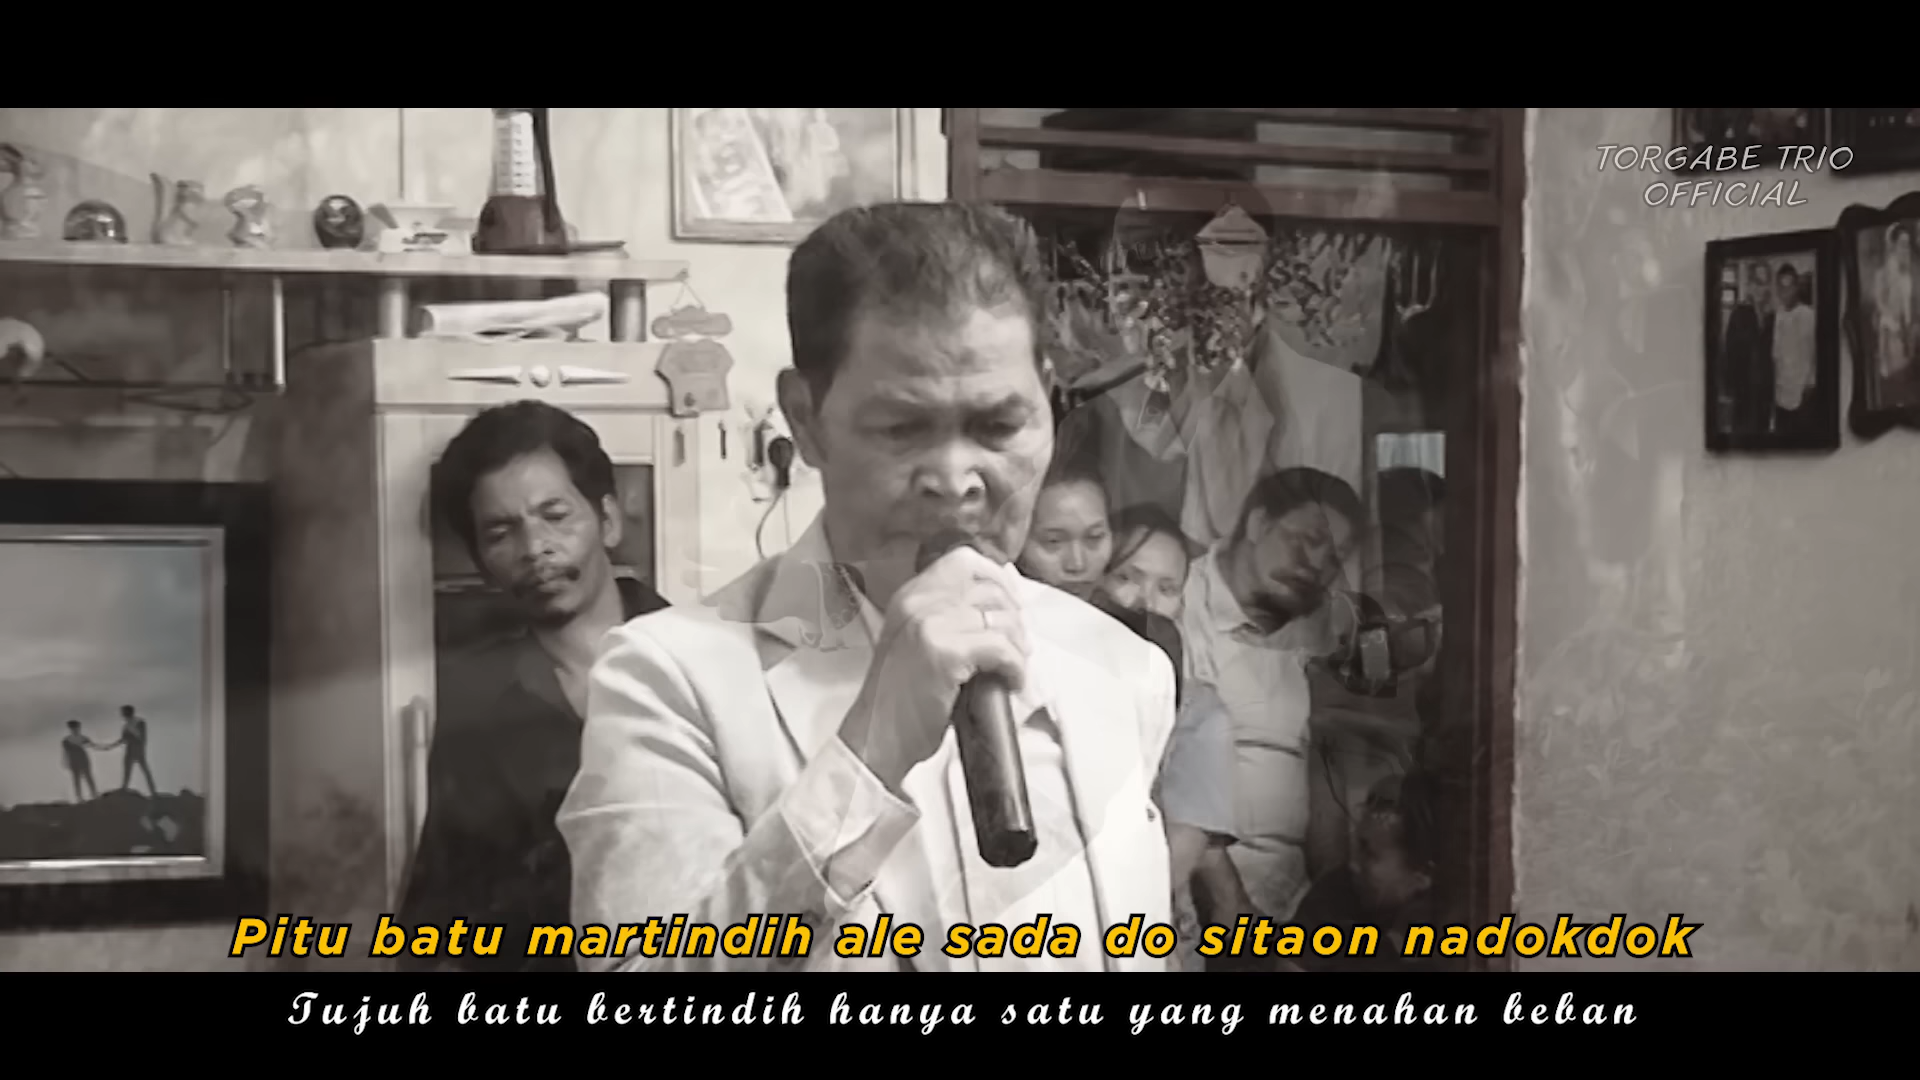 TORGABE TRIO
OFFICIAL
Pitu batu martindih ale sada do sitaon nadokdok
Tujuh batu bertindih hanya satu yang menahan beban